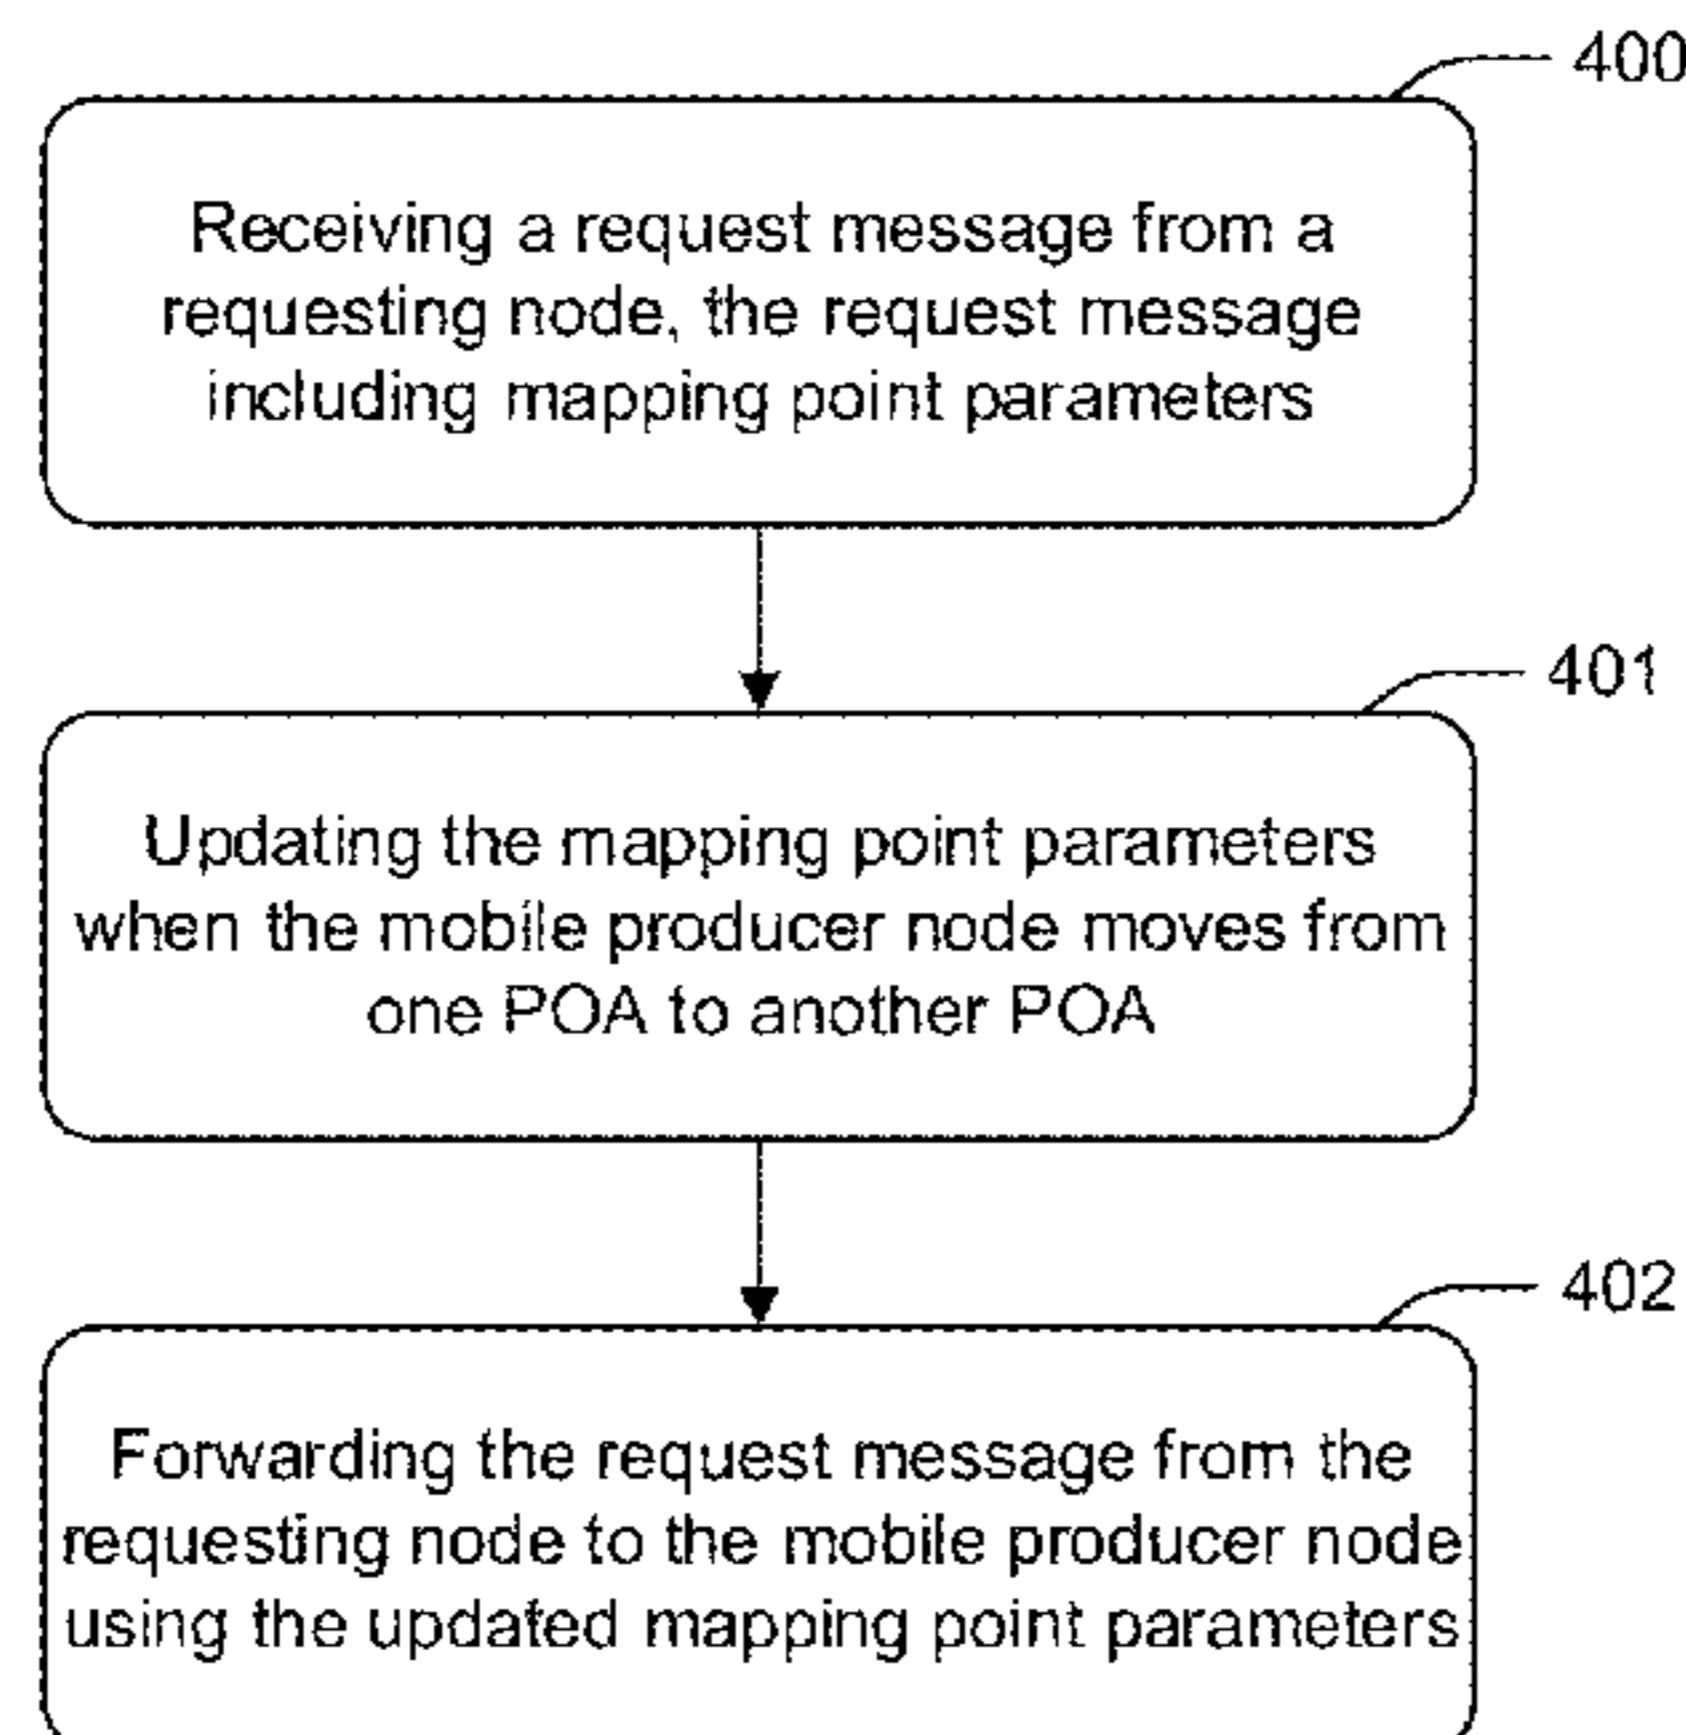 400
Receiving a request message from a
requesting node, the request message
including mapping point parameters
401
Updating the mapping point parameters
when the mobile producer node moves from
one POA to another POA
402
Forwarding the request message from the
requesting node to the mobile producer node
using the updated mapping point parameters